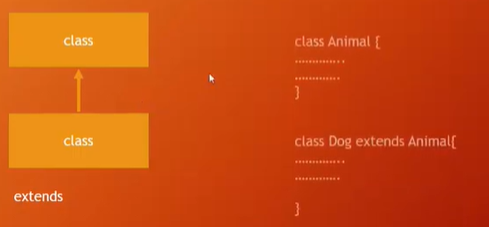 class
class
extends
class Animal {
.............
............
}
class Dog extends Animal{
.............
............
}